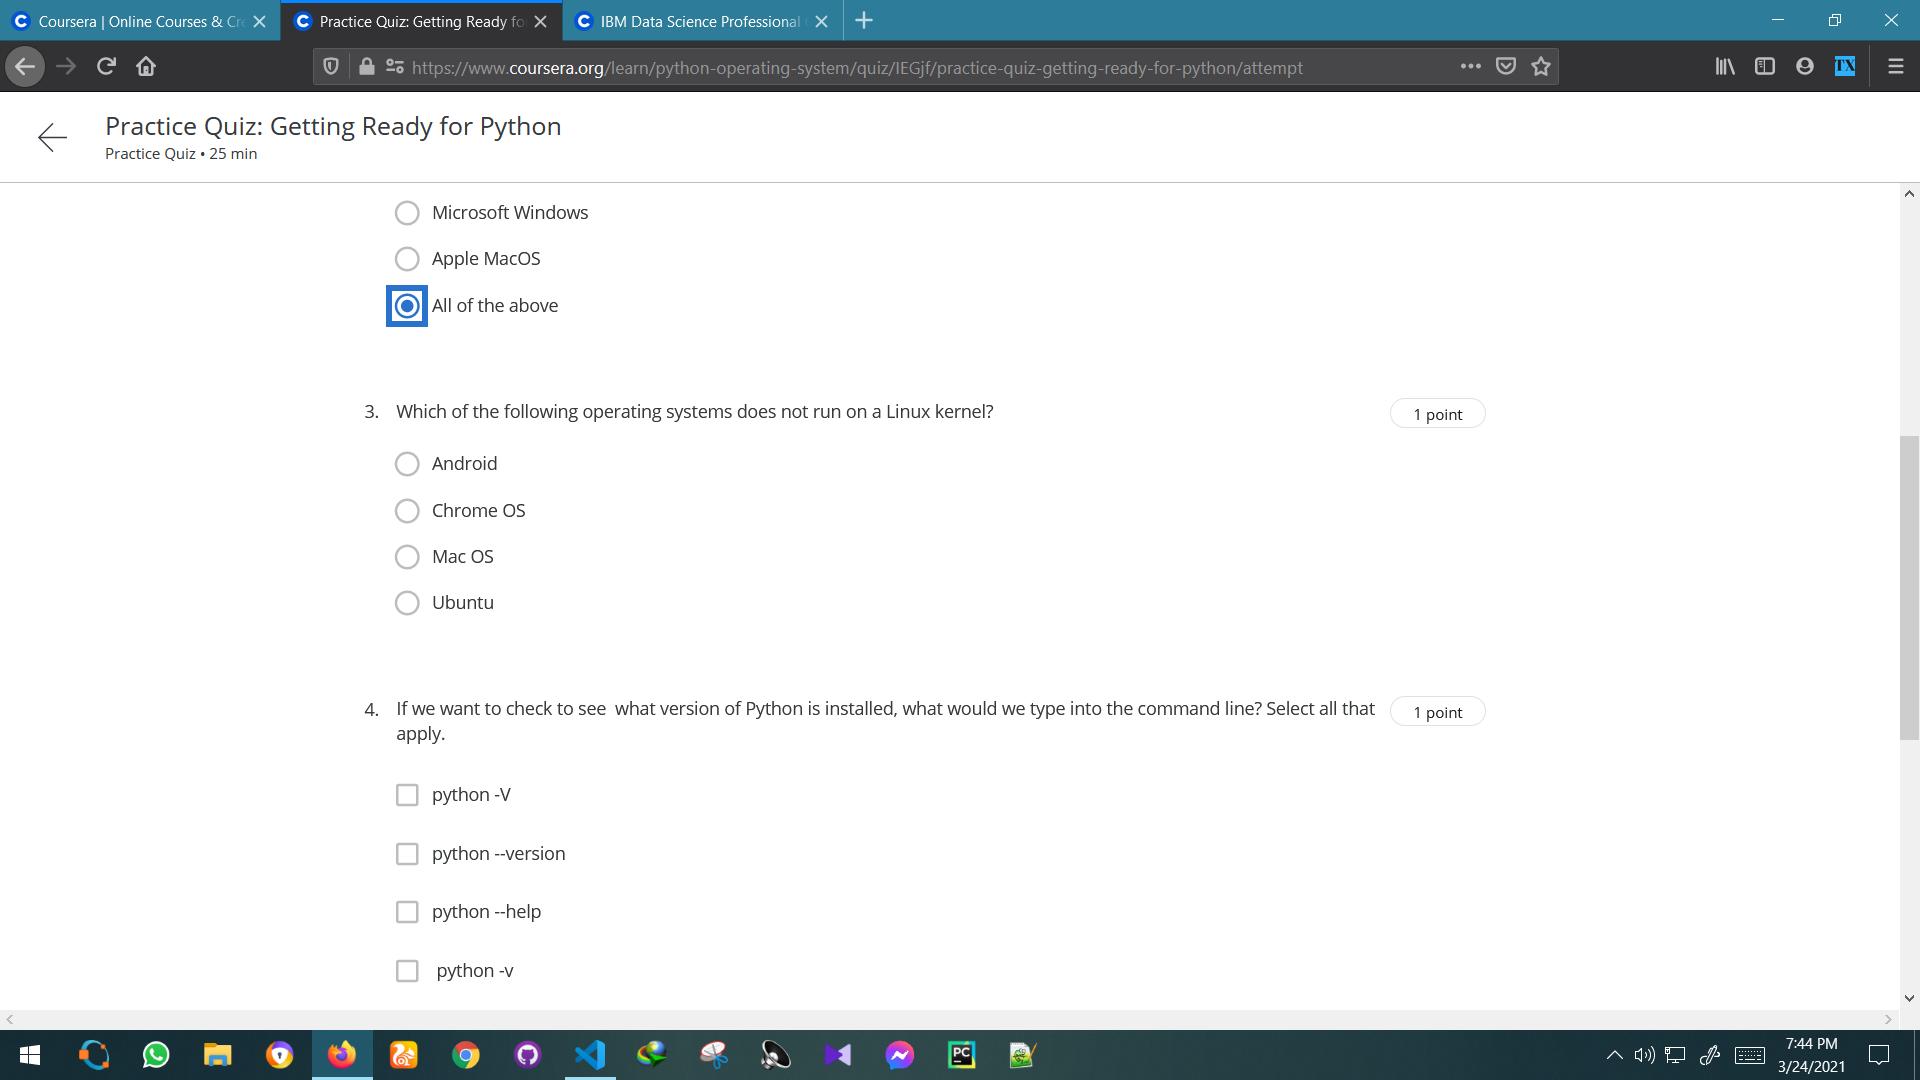 Coursera | Online Courses & Cre
Practice Quiz: Getting Ready fo
IBM Data Science Professional
https://www.coursera.org/learn/python-operating-system/quiz/IEGjf/practice-quiz-getting-ready-for-python/attempt
Practice Quiz: Getting Ready for Python
Practice Quiz • 25 min
Microsoft Windows
Apple MacOS
All of the above
3. Which of the following operating systems does not run on a Linux kernel?
1 point
Android
Chrome OS
Mac OS
Ubuntu
4. If we want to check to see what version of Python is installed, what would we type into the command line? Select all that
apply.
1 point
python -V
python --version
python --help
python -v
7:44 PM
3/24/2021